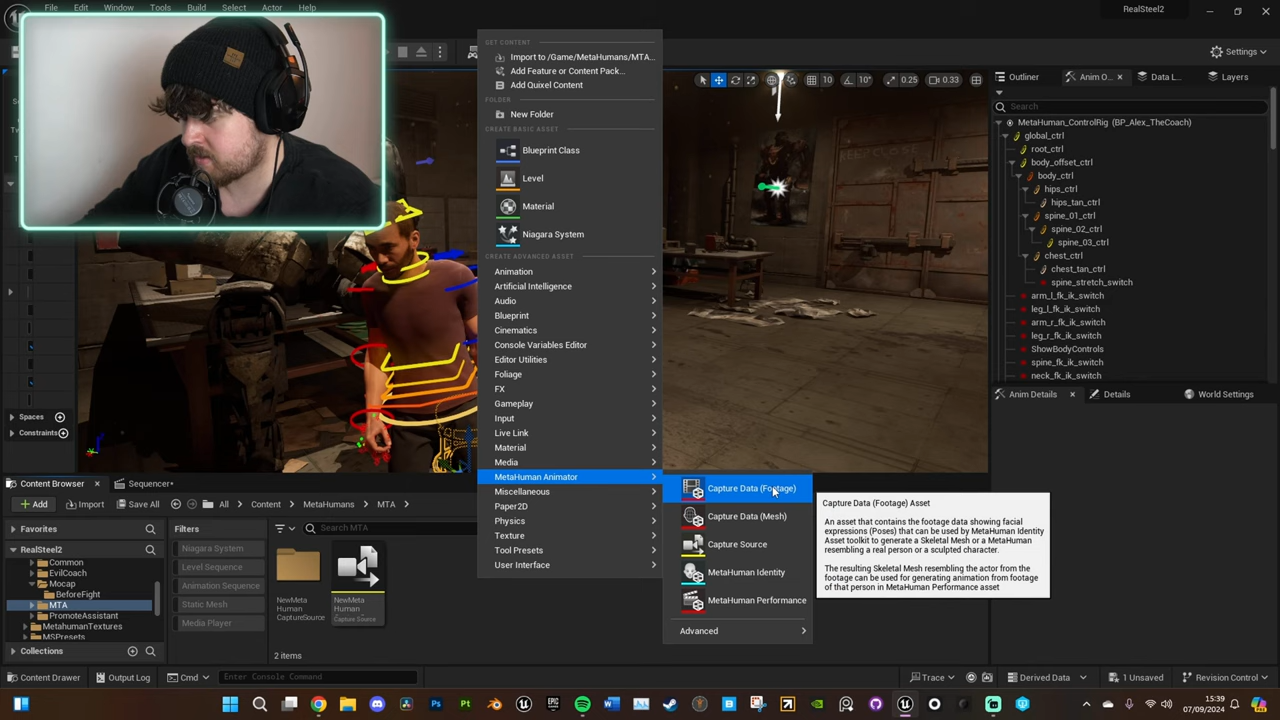 File Edit Window Tools Build Select Actor Help
RealSteel2
Settings
GET CONTENT
Import to /Game/MetaHumans/MTA...
Add Feature or Content Pack...
Add Quixel Content
FOLDER
New Folder
CREATE BASIC ASSET
Blueprint Class
Level
Material
Niagara System
CREATE ADVANCED ASSET
Animation
Artificial Intelligence
Audio
Blueprint
Cinematics
Console Variables Editor
Editor Utilities
Foliage
FX
Gameplay
Input
Live Link
Material
Media
MetaHuman Animator
Miscellaneous
Paper2D
Physics
Texture
Tool Presets
User Interface
Capture Data (Footage)
Capture Data (Mesh)
Capture Source
MetaHuman Identity
MetaHuman Performance
Advanced
Capture Data (Footage) Asset
An asset that contains the footage data showing facial
expressions (Poses) that can be used by MetaHuman Identity
Asset toolkit to generate a Skeletal Mesh or a MetaHuman
resembling a real person or a sculpted character.
The resulting Skeletal Mesh resembling the actor from the
footage can be used for generating animation from footage
of that person in MetaHuman Performance asset
10 10° 0.25 0.33
Outliner Anim O... Data L... Layers
Search
MetaHuman_ControlRig (BP_Alex_TheCoach)
global_ctrl
root_ctrl
body_offset_ctrl
body_ctrl
hips_ctrl
hips_tan_ctrl
spine_01_ctrl
spine_02_ctrl
spine_03_ctrl
chest_ctrl
chest_tan_ctrl
spine_stretch_switch
arm_l_fk_ik_switch
leg_l_fk_ik_switch
arm_r_fk_ik_switch
leg_r_fk_ik_switch
ShowBodyControls
spine_fk_ik_switch
neck_fk_ik_switch
Anim Details Details World Settings
Spaces
Constraints
Content Browser Sequencer*
Add Import Save All All Content MetaHumans MTA
Favorites
RealSteel2
Common
EvilCoach
Mocap
BeforeFight
MTA
PromoteAssistant
MetahumanTextures
MSPresets
Collections
Filters
Niagara System
Level Sequence
Animation Sequence
Static Mesh
Media Player
Search MTA
NewMeta
Human
CaptureSource
NewMeta
Human
Capture Source
2 items
Content Drawer Output Log Cmd Enter Console Command Trace Derived Data 1 Unsaved Revision Control
15:39
07/09/2024